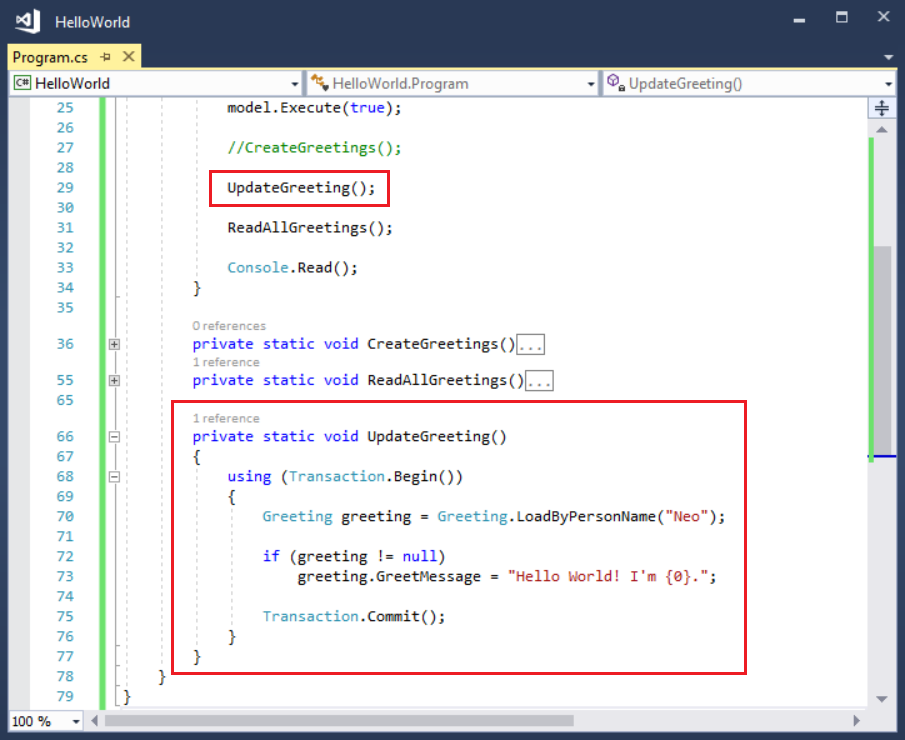 HelloWorld
Program.cs
C# HelloWorld HelloWorld.Program UpdateGreeting()
25 model.Execute(true);
26
27 //CreateGreetings();
28
29 UpdateGreeting();
30
31 ReadAllGreetings();
32
33 Console.Read();
34 }
35
0 references
36 private static void CreateGreetings()...
1 reference
55 private static void ReadAllGreetings()...
65
1 reference
66 private static void UpdateGreeting()
67 {
68 using (Transaction.Begin())
69 {
70 Greeting greeting = Greeting.LoadByPersonName("Neo");
71
72 if (greeting != null)
73 greeting.GreetMessage = "Hello World! I'm {0}.";
74
75 Transaction.Commit();
76 }
77 }
78 }
79 }
100 %